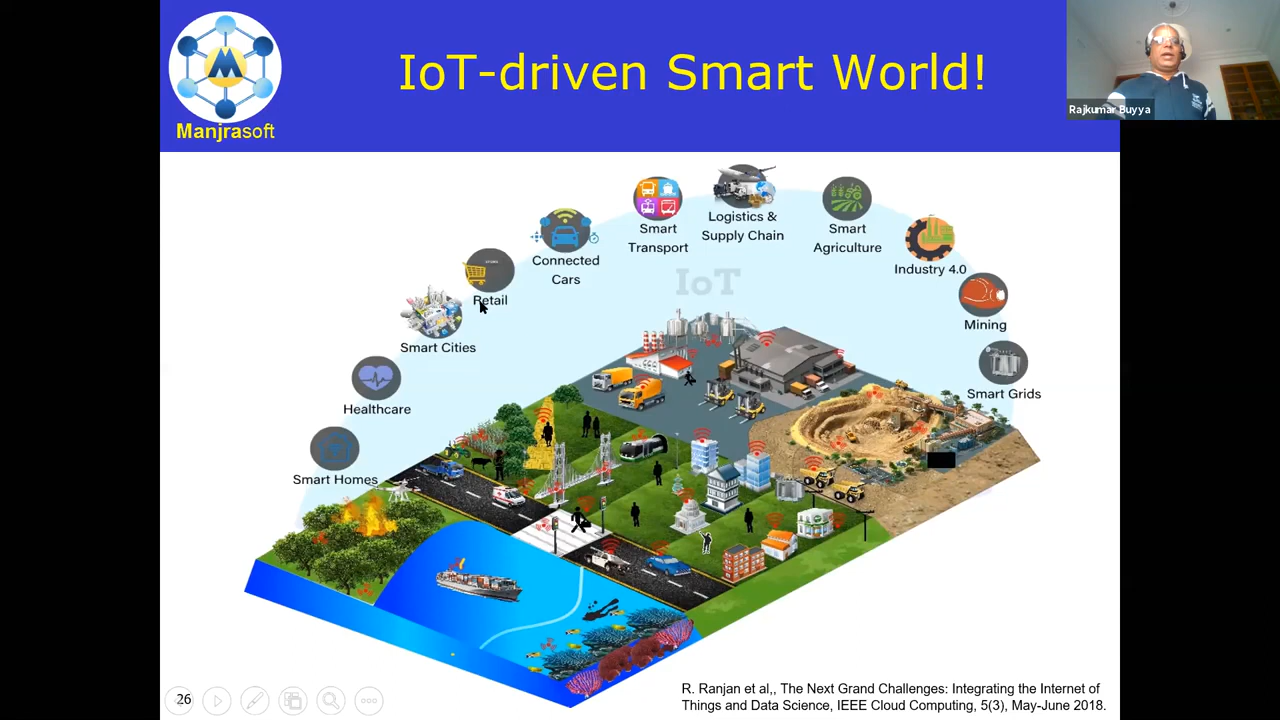 IoT-driven Smart World!
Manjrasoft
Rajkumar Buyya
IoT
Smart Homes
Healthcare
Smart Cities
Retail
Connected
Cars
Smart
Transport
Logistics &
Supply Chain
Smart
Agriculture
Industry 4.0
Mining
Smart Grids
26
R. Ranjan et al,, The Next Grand Challenges: Integrating the Internet of
Things and Data Science, IEEE Cloud Computing, 5(3), May-June 2018.